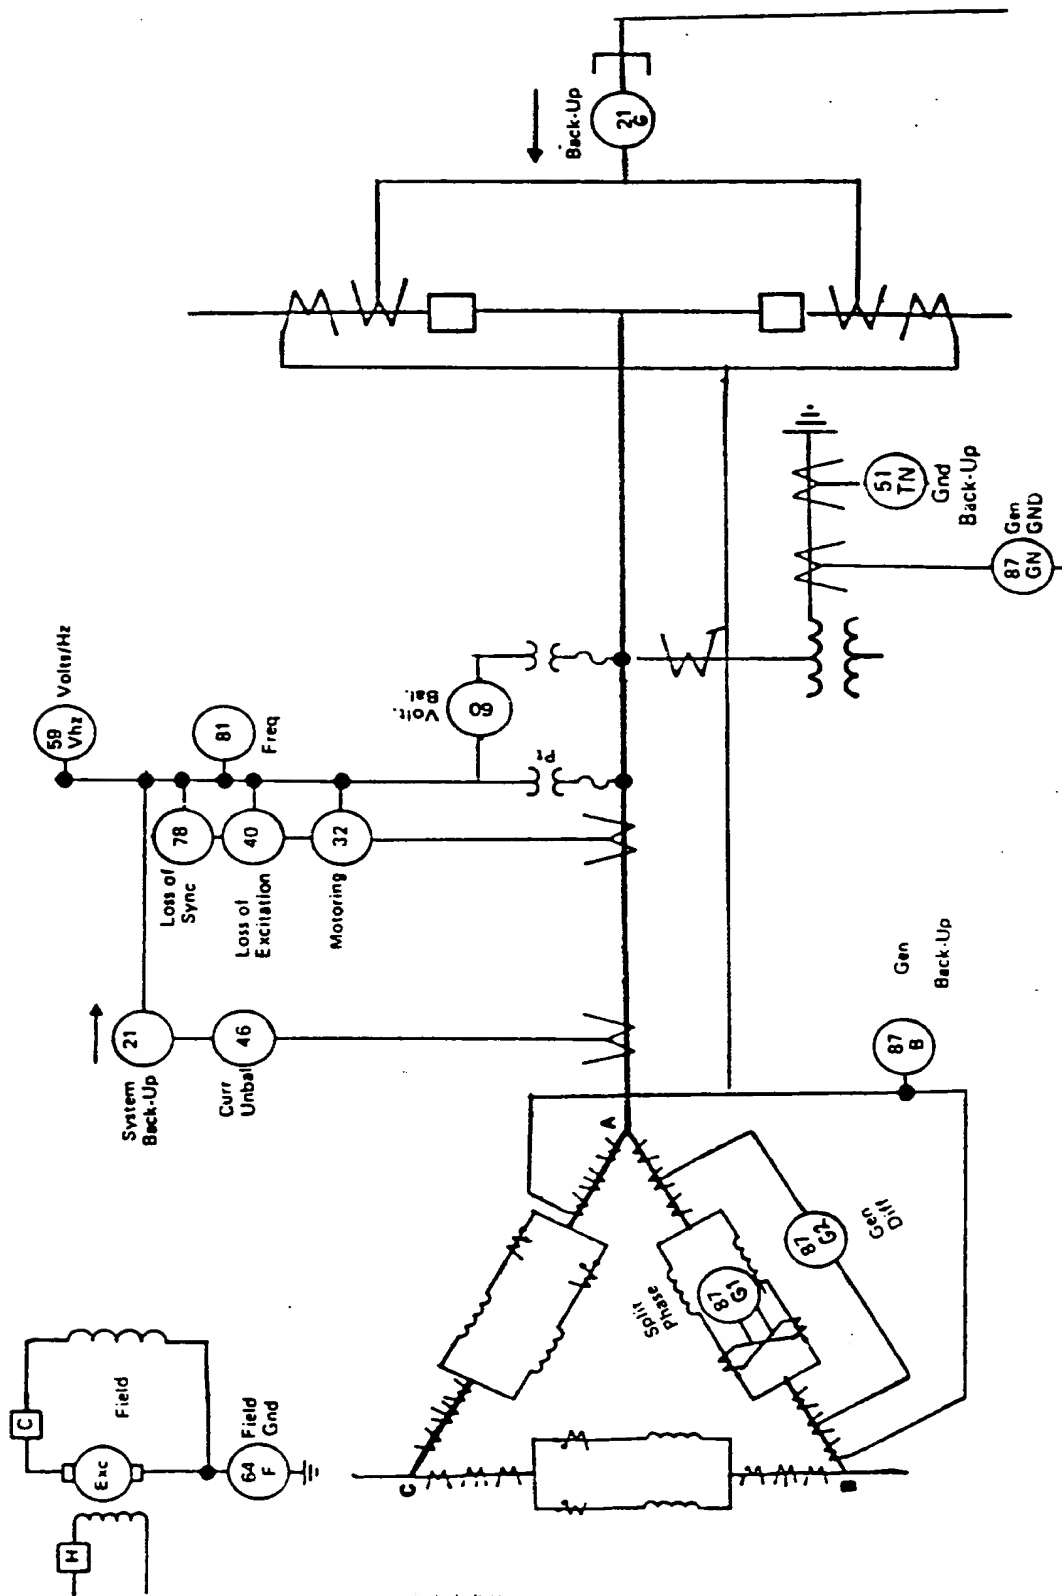 H
C
Exc
Field
64
F
Field
Gnd
System
Back-Up
21
46
Curr
Unbal
59
Vhz
Volts/Hz
81
Freq
78
Loss of
Sync
40
Loss of
Excitation
32
Motoring
60
Volt.
Bal.
PT
Back-Up
21
G
51
TN
Gnd
Back-Up
87
GN
Gen
GND
87
B
Gen
Back-Up
A
B
C
Split
Phase
87
G1
87
G2
Gen
Diff